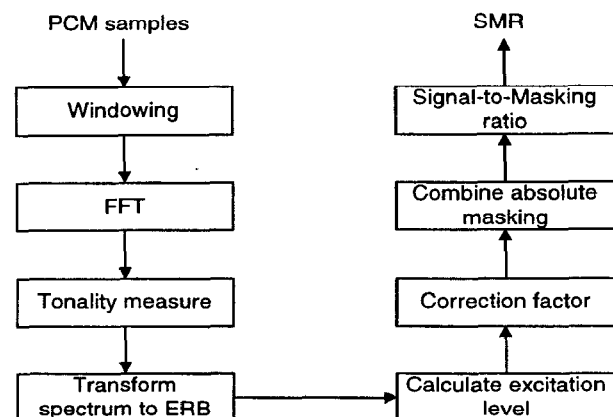 PCM samples
Windowing
FFT
Tonality measure
Transform
spectrum to ERB
Calculate excitation
level
Correction factor
Combine absolute
masking
Signal-to-Masking
ratio
SMR